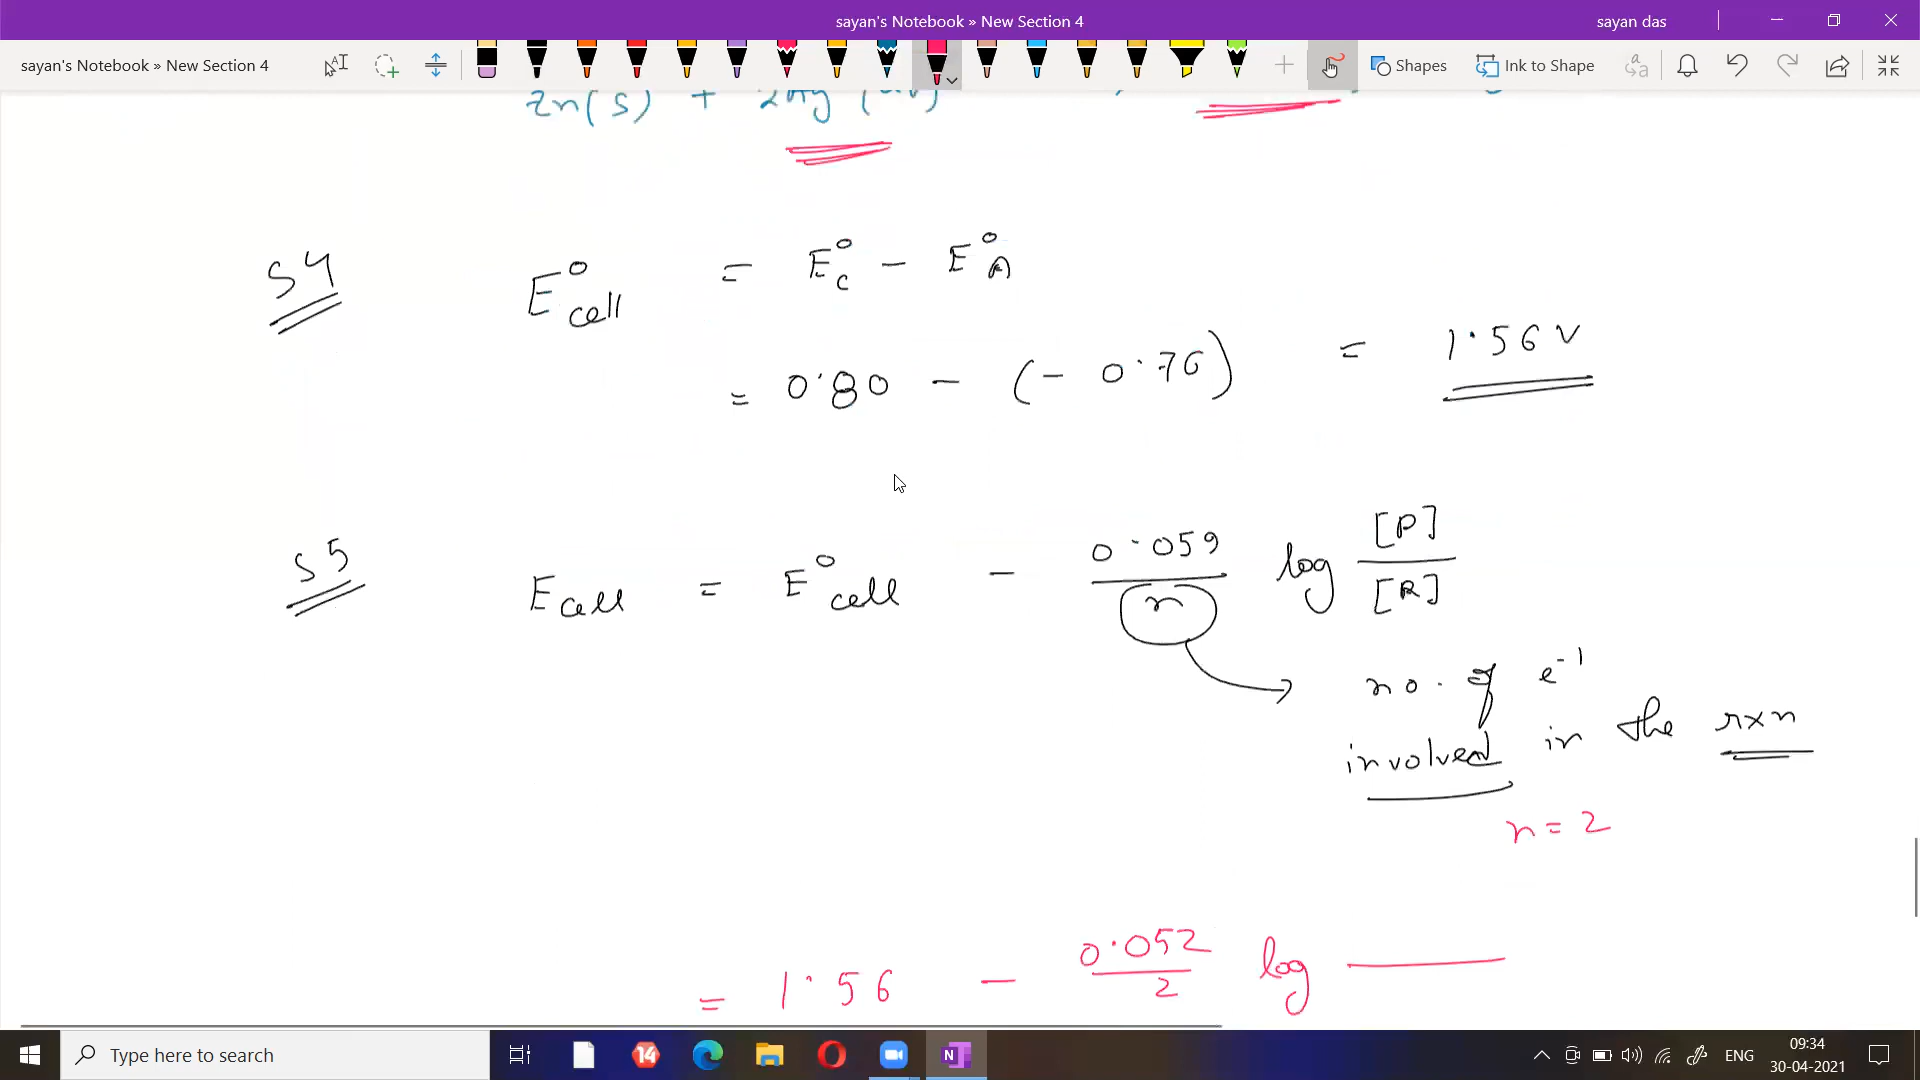 sayan's Notebook » New Section 4
sayan das
sayan's Notebook » New Section 4
Shapes
Ink to Shape
Zn(s) + 2Ag
S4 E°cell = E°C - E°A
= 0.80 - (- 0.76) = 1.56 V
S5 Ecell = E°cell - 0.059/n log [P]/[R]
no. of e⁻¹
involved in the rxn
n = 2
= 1.56 - 0.052/2 log
Type here to search
14
N
ENG
09:34
30-04-2021